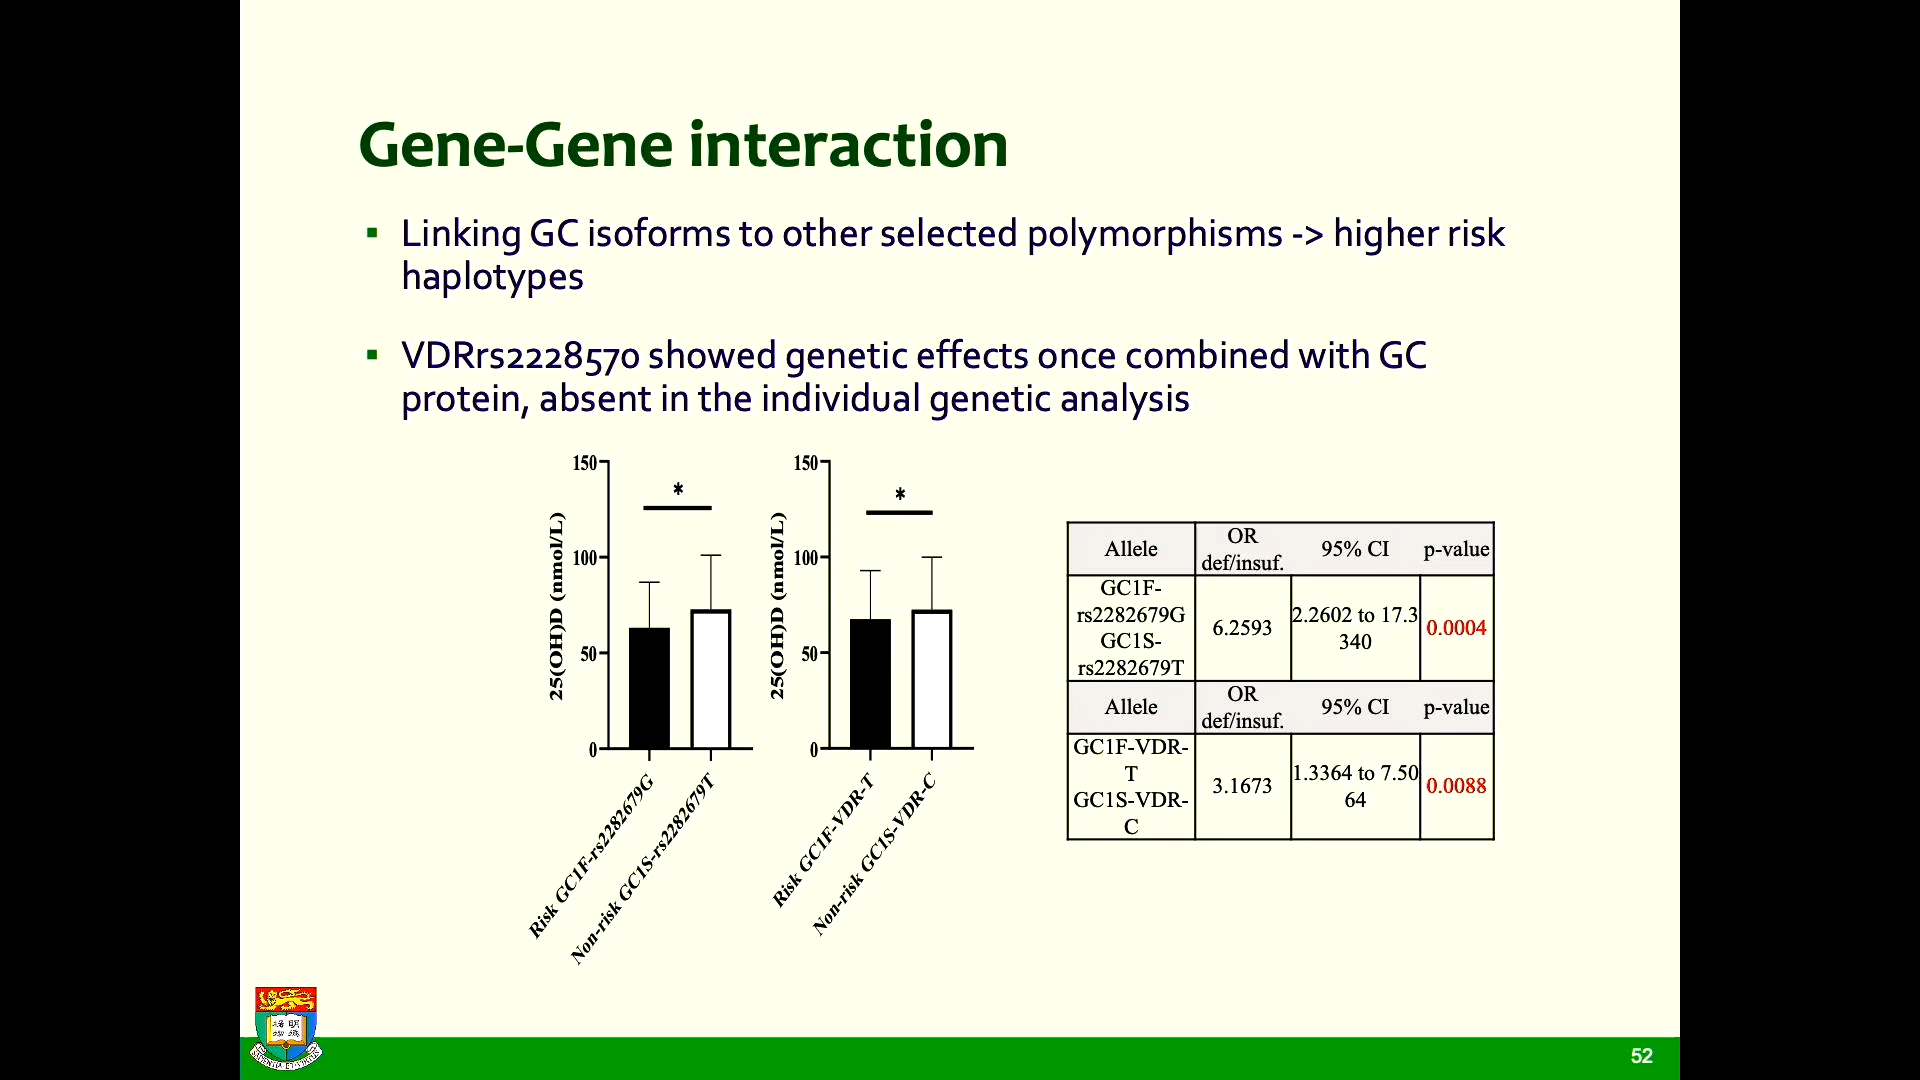 Gene-Gene interaction
Linking GC isoforms to other selected polymorphisms -> higher risk
haplotypes
VDRrs2228570 showed genetic effects once combined with GC
protein, absent in the individual genetic analysis
150
100
50
0
25(OH)D (nmol/L)
*
Risk GC1F-rs2282679G
Non-risk GC1S-rs2282679T
150
100
50
0
25(OH)D (nmol/L)
*
Risk GC1F-VDR-T
Non-risk GC1S-VDR-C
Allele
OR
def/insuf.
95% CI
p-value
GC1F-
rs2282679G
GC1S-
rs2282679T
6.2593
2.2602 to 17.3
340
0.0004
Allele
OR
def/insuf.
95% CI
p-value
GC1F-VDR-
T
GC1S-VDR-
C
3.1673
1.3364 to 7.50
64
0.0088
52